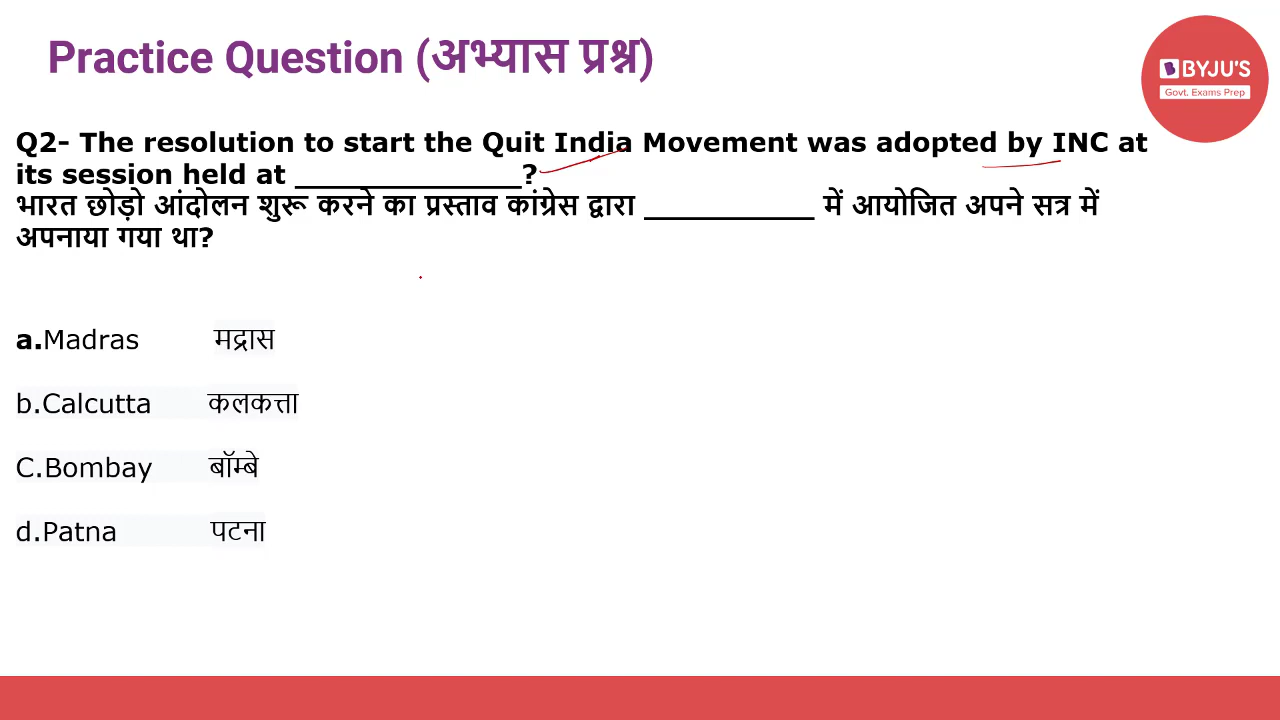 Practice Question (अभ्यास प्रश्न)
BYJU'S
Govt. Exams Prep
Q2- The resolution to start the Quit India Movement was adopted by INC at
its session held at ______________?
भारत छोड़ो आंदोलन शुरू करने का प्रस्ताव कांग्रेस द्वारा ____________ में आयोजित अपने सत्र में
अपनाया गया था?
a.Madras मद्रास
b.Calcutta कलकत्ता
C.Bombay बॉम्बे
d.Patna पटना